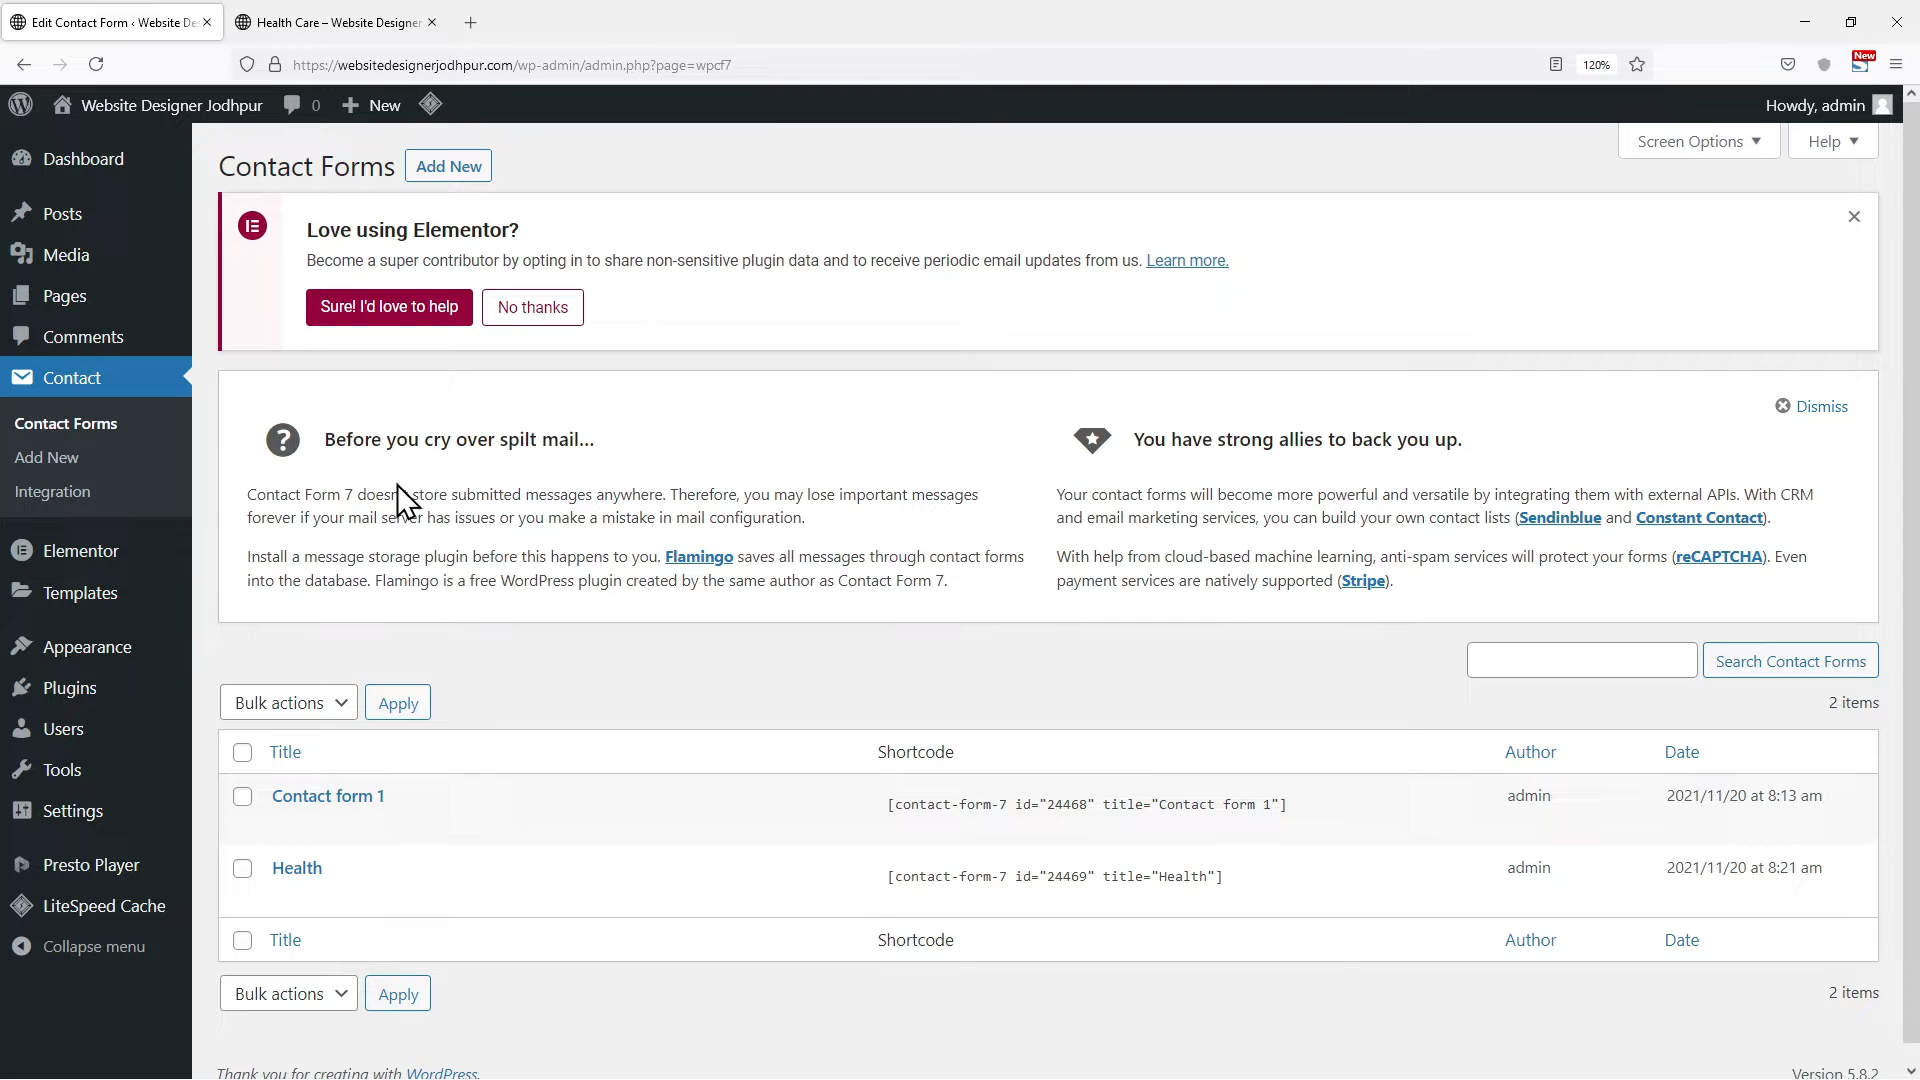 Edit Contact Form ‹ Website De
Health Care – Website Designer
https://websitedesignerjodhpur.com/wp-admin/admin.php?page=wpcf7
120%
New
Website Designer Jodhpur
0
New
Howdy, admin
Dashboard
Posts
Media
Pages
Comments
Contact
Contact Forms
Add New
Integration
Elementor
Templates
Appearance
Plugins
Users
Tools
Settings
Presto Player
LiteSpeed Cache
Collapse menu
Screen Options
Help
Contact Forms
Add New
Love using Elementor?
Become a super contributor by opting in to share non-sensitive plugin data and to receive periodic email updates from us. Learn more.
Sure! I'd love to help
No thanks
Dismiss
Before you cry over spilt mail...
Contact Form 7 doesn't store submitted messages anywhere. Therefore, you may lose important messages
forever if your mail server has issues or you make a mistake in mail configuration.
Install a message storage plugin before this happens to you. Flamingo saves all messages through contact forms
into the database. Flamingo is a free WordPress plugin created by the same author as Contact Form 7.
You have strong allies to back you up.
Your contact forms will become more powerful and versatile by integrating them with external APIs. With CRM
and email marketing services, you can build your own contact lists (Sendinblue and Constant Contact).
With help from cloud-based machine learning, anti-spam services will protect your forms (reCAPTCHA). Even
payment services are natively supported (Stripe).
Search Contact Forms
Bulk actions
Apply
2 items
Title
Shortcode
Author
Date
Contact form 1
[contact-form-7 id="24468" title="Contact form 1"]
admin
2021/11/20 at 8:13 am
Health
[contact-form-7 id="24469" title="Health"]
admin
2021/11/20 at 8:21 am
Title
Shortcode
Author
Date
Bulk actions
Apply
2 items
Thank you for creating with WordPress.
Version 5.8.2